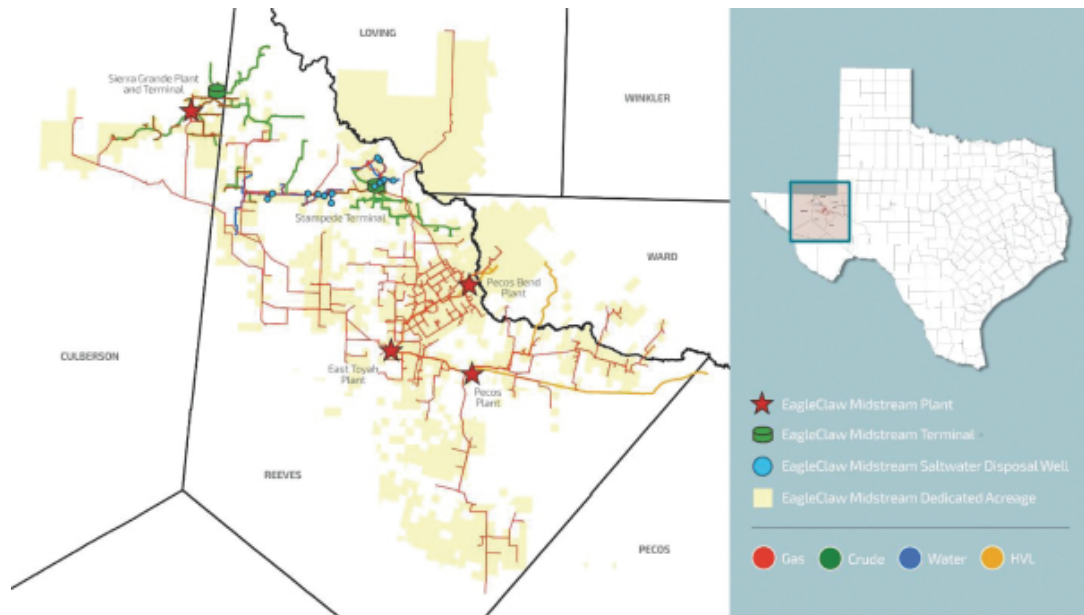 LOVING
Sierra Grande Plant
and Terminal
WINKLER
Stampede Terminal
WARD
Pecos Bend
Plant
CULBERSON
East Toyah
Plant
Pecos
Plant
REEVES
PECOS
EagleClaw Midstream Plant
EagleClaw Midstream Terminal
EagleClaw Midstream Saltwater Disposal Well
EagleClaw Midstream Dedicated Acreage
Gas
Crude
Water
HVL